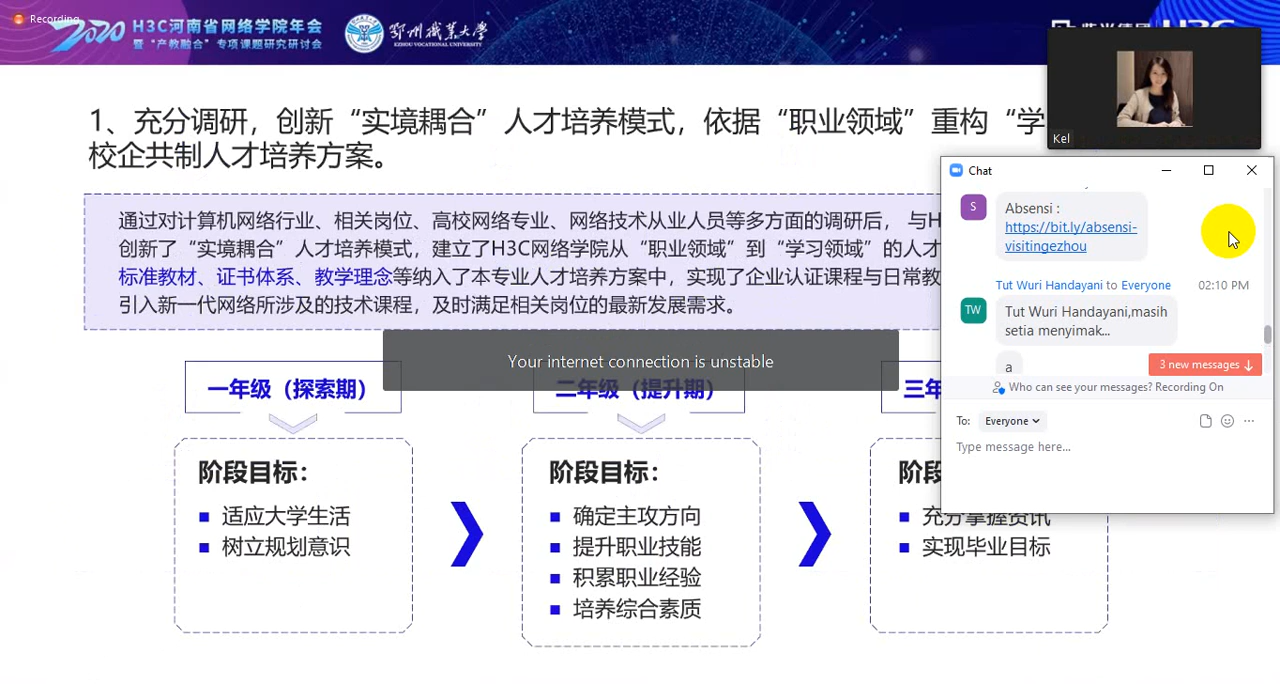 Recording
2020 H3C河南省网络学院年会
暨“产教融合”专项课题研究研讨会
鄂州职业大学
EZHOU VOCATIONAL UNIVERSITY
1、充分调研，创新“实境耦合”人才培养模式，依据“职业领域”重构“学
校企共制人才培养方案。
通过对计算机网络行业、相关岗位、高校网络专业、网络技术从业人员等多方面的调研后， 与H
创新了“实境耦合”人才培养模式，建立了H3C网络学院从“职业领域”到“学习领域”的人才
标准教材、证书体系、教学理念等纳入了本专业人才培养方案中，实现了企业认证课程与日常教
引入新一代网络所涉及的技术课程，及时满足相关岗位的最新发展需求。
Your internet connection is unstable
一年级（探索期）
二年级（提升期）
三年
阶段目标：
适应大学生活
树立规划意识
阶段目标：
确定主攻方向
提升职业技能
积累职业经验
培养综合素质
阶段
充分掌握资讯
实现毕业目标
Kel
Chat
S
Absensi :
https://bit.ly/absensi-
visitingezhou
Tut Wuri Handayani to Everyone 02:10 PM
TW
Tut Wuri Handayani,masih
setia menyimak...
a
3 new messages
Who can see your messages? Recording On
To: Everyone
Type message here...